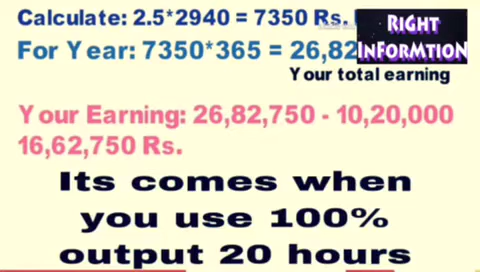 Calculate: 2.5*2940 = 7350 Rs.
For Year: 7350*365 = 26,82
RiGHT
iNFORMTiON
Your total earning
Your Earning: 26,82,750 - 10,20,000
16,62,750 Rs.
Its comes when
you use 100%
output 20 hours